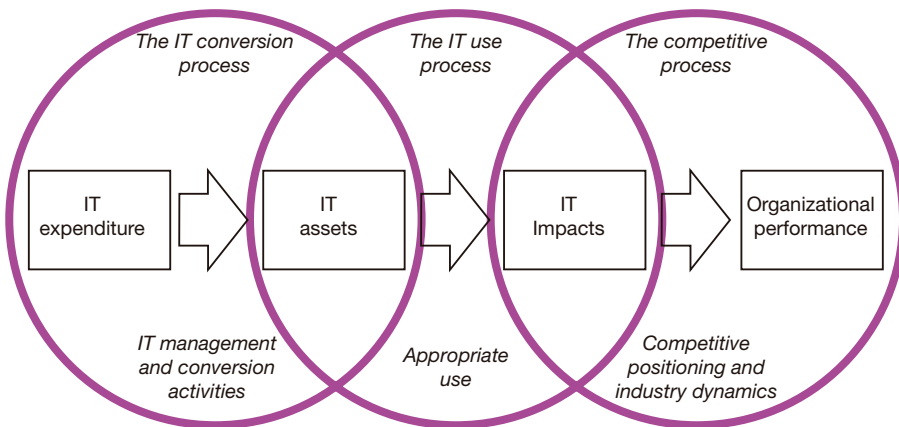 The IT conversion
process
The IT use
process
The competitive
process
IT
expenditure
IT
assets
IT
Impacts
Organizational
performance
IT management
and conversion
activities
Appropriate
use
Competitive
positioning and
industry dynamics